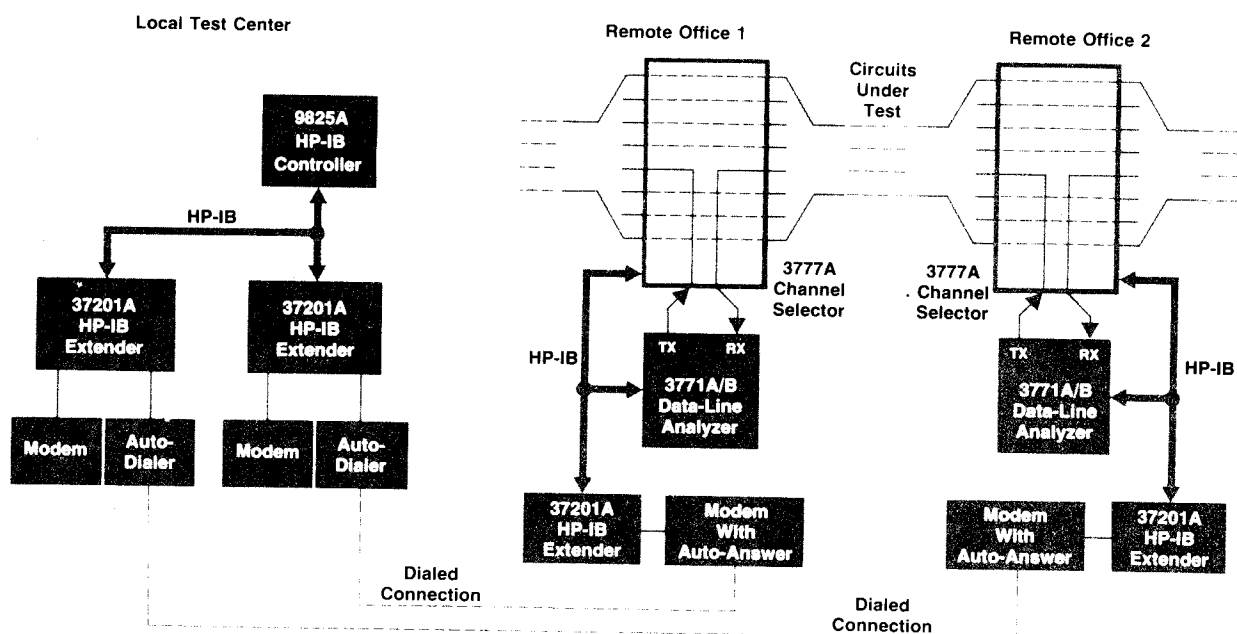 Local Test Center
Remote Office 1
Remote Office 2
Circuits
Under
Test
9825A
HP-IB
Controller
HP-IB
37201A
HP-IB
Extender
37201A
HP-IB
Extender
Modem
Auto-
Dialer
Modem
Auto-
Dialer
3777A
Channel
Selector
HP-IB
TX
RX
3771A/B
Data-Line
Analyzer
37201A
HP-IB
Extender
Modem
With
Auto-Answer
3777A
Channel
Selector
TX
RX
HP-IB
3771A/B
Data-Line
Analyzer
Modem
With
Auto-Answer
37201A
HP-IB
Extender
Dialed
Connection
Dialed
Connection